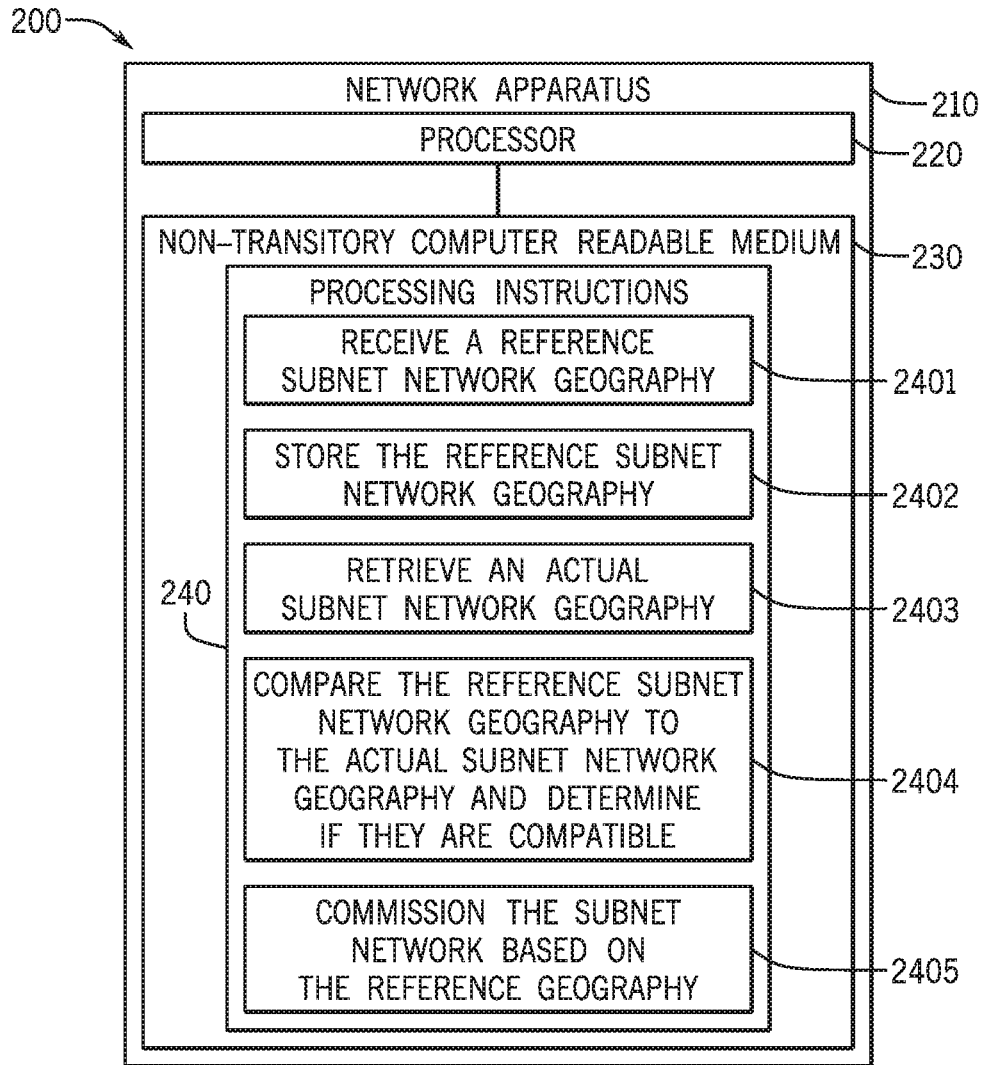 200
NETWORK APPARATUS
210
PROCESSOR
220
NON-TRANSITORY COMPUTER READABLE MEDIUM
230
PROCESSING INSTRUCTIONS
RECEIVE A REFERENCE
SUBNET NETWORK GEOGRAPHY
2401
STORE THE REFERENCE SUBNET
NETWORK GEOGRAPHY
2402
240
RETRIEVE AN ACTUAL
SUBNET NETWORK GEOGRAPHY
2403
COMPARE THE REFERENCE SUBNET
NETWORK GEOGRAPHY TO
THE ACTUAL SUBNET NETWORK
GEOGRAPHY AND DETERMINE
IF THEY ARE COMPATIBLE
2404
COMMISSION THE SUBNET
NETWORK BASED ON
THE REFERENCE GEOGRAPHY
2405